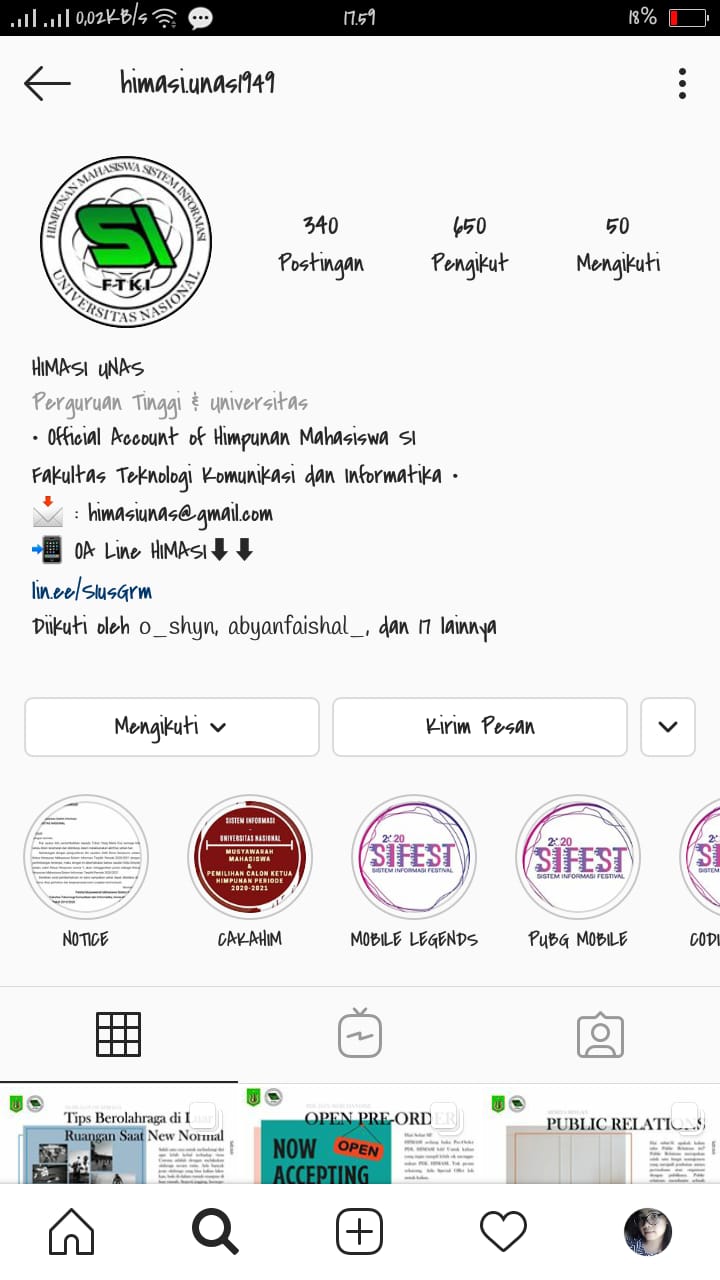 0,02KB/s
17.59
18%
himasi.unas1949
HIMPUNAN MAHASISWA SISTEM INFORMASI
SI
FTKI
UNIVERSITAS NASIONAL
340
650
50
Postingan
Pengikut
Mengikuti
HIMASI UNAS
Perguruan Tinggi & universitas
• Official Account of Himpunan Mahasiswa SI
Fakultas Teknologi Komunikasi dan Informatika •
📩 : himasiunas@gmail.com
📲 OA Line HIMASI⬇⬇
lin.ee/SIusGrm
Diikuti oleh o_shyn, abyanfaishal_, dan 17 lainnya
Mengikuti
Kirim Pesan
SISTEM INFORMASI
-
UNIVERSITAS NASIONAL
MUSYAWARAH
MAHASISWA
&
PEMILIHAN CALON KETUA
HIMPUNAN PERIODE
2020-2021
2020
SIFEST
SISTEM INFORMASI FESTIVAL
2020
SIFEST
SISTEM INFORMASI FESTIVAL
NOTICE
CAKAHIM
MOBILE LEGENDS
PUBG MOBILE
CODI
Tips Berolahraga di Luar
Ruangan Saat New Normal
OPEN PRE-ORDER
NOW
OPEN
ACCEPTING
PUBLIC RELATIONS